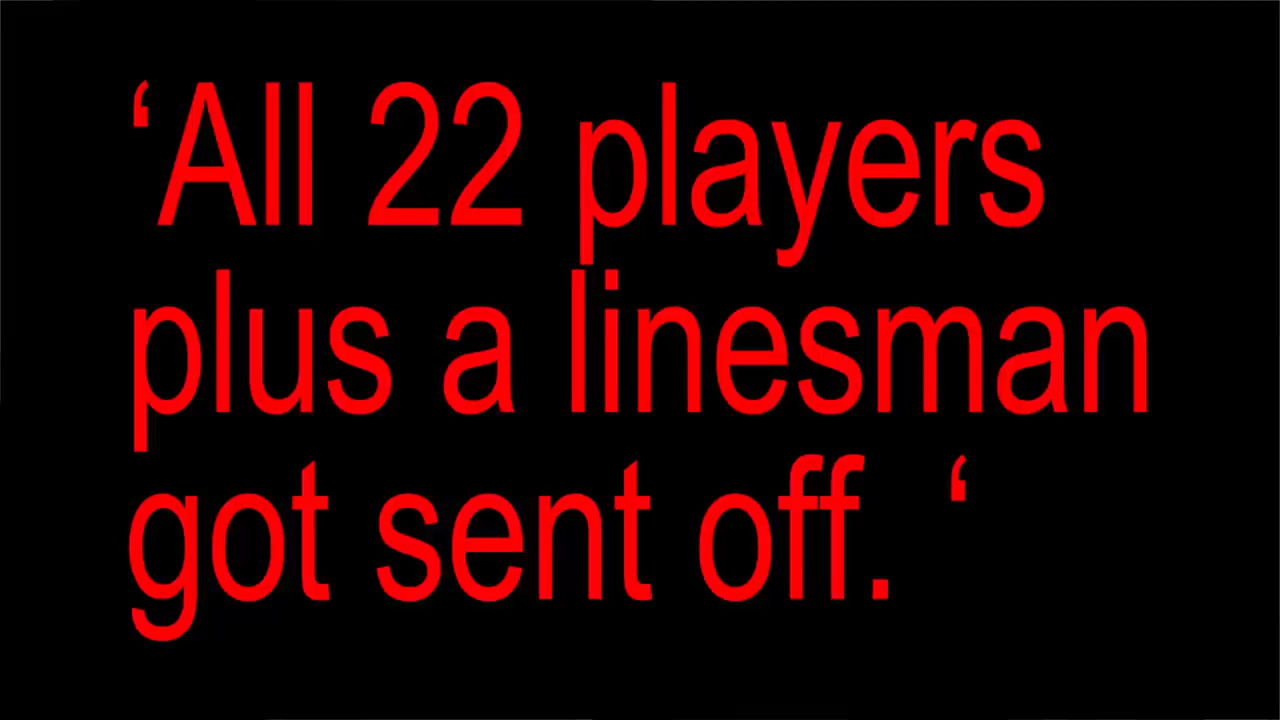 ‘All 22 players
plus a linesman
got sent off. ‘